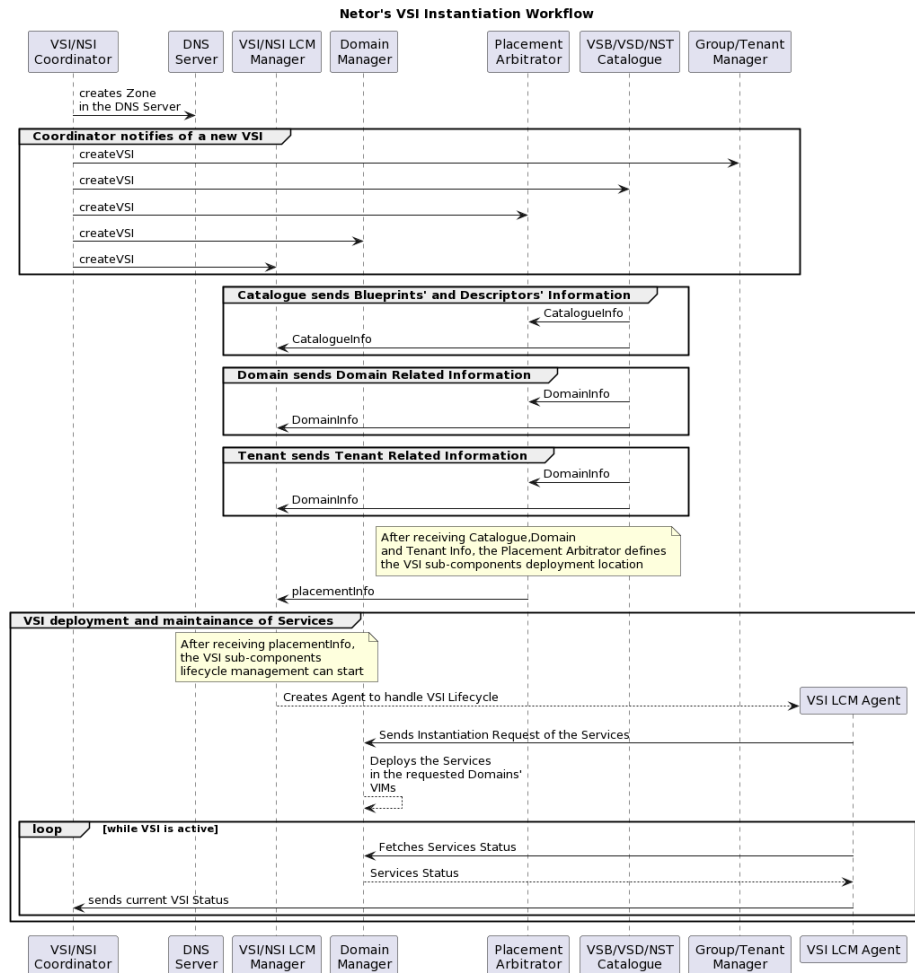 Netor's VSI Instantiation Workflow
VSI/NSI
Coordinator
DNS
Server
VSI/NSI LCM
Manager
Domain
Manager
Placement
Arbitrator
VSB/VSD/NST
Catalogue
Group/Tenant
Manager
creates Zone
in the DNS Server
Coordinator notifies of a new VSI
createVSI
createVSI
createVSI
createVSI
createVSI
Catalogue sends Blueprints' and Descriptors' Information
CatalogueInfo
CatalogueInfo
Domain sends Domain Related Information
DomainInfo
DomainInfo
Tenant sends Tenant Related Information
DomainInfo
DomainInfo
After receiving Catalogue,Domain
and Tenant Info, the Placement Arbitrator defines
the VSI sub-components deployment location
placementInfo
VSI deployment and maintainance of Services
After receiving placementInfo,
the VSI sub-components
lifecycle management can start
Creates Agent to handle VSI Lifecycle
VSI LCM Agent
Sends Instantiation Request of the Services
Deploys the Services
in the requested Domains'
VIMs
loop [while VSI is active]
Fetches Services Status
Services Status
sends current VSI Status
VSI/NSI
Coordinator
DNS
Server
VSI/NSI LCM
Manager
Domain
Manager
Placement
Arbitrator
VSB/VSD/NST
Catalogue
Group/Tenant
Manager
VSI LCM Agent